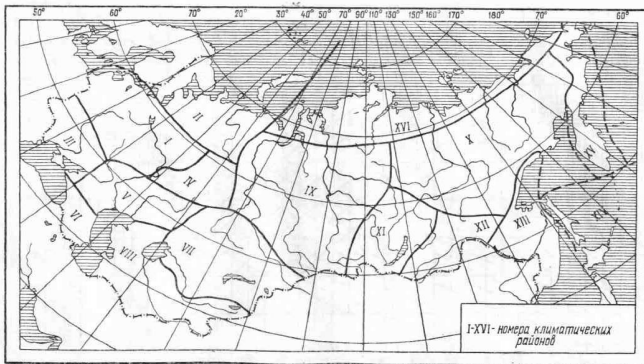 50° 60° 70° 20° 30° 40° 50° 70° 90° 110° 130° 150° 160° 170° 180° 70° 60°
XVI
II
X
I
III
IV
IX
V
XI
XII
XIII
VI
VII
VIII
I-XVI- номера климатических
районов